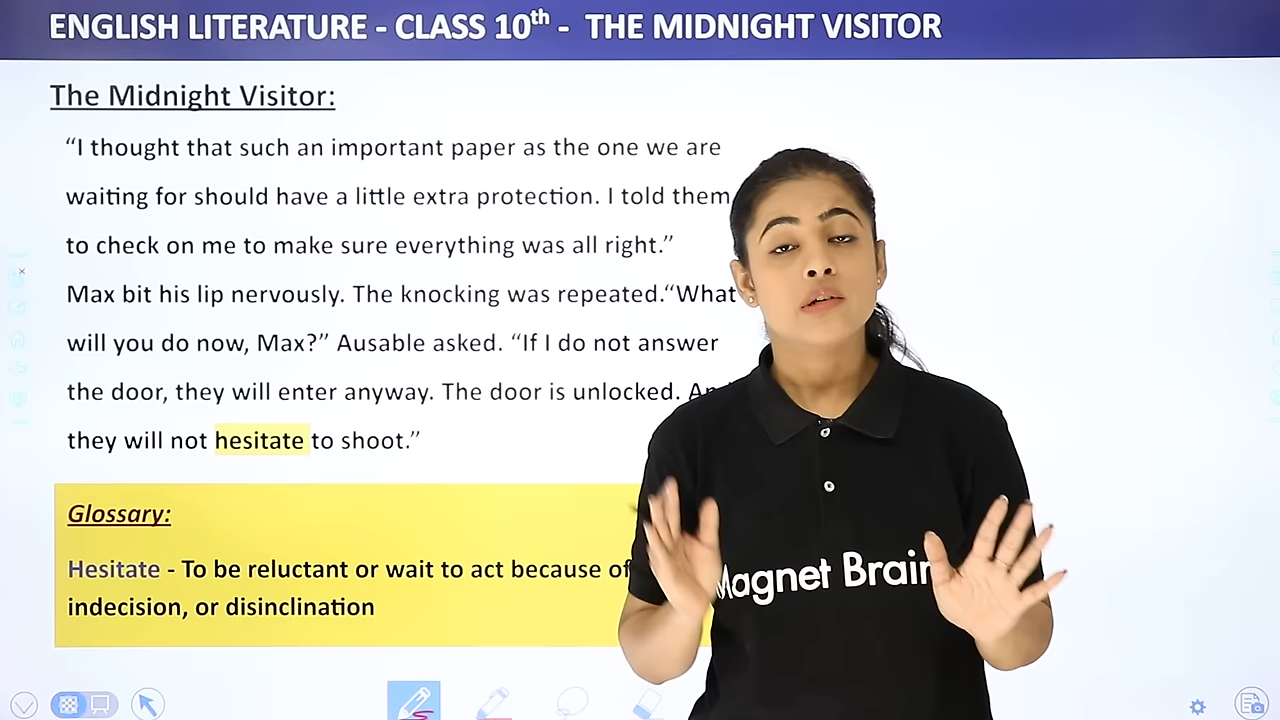 ENGLISH LITERATURE - CLASS 10th - THE MIDNIGHT VISITOR
The Midnight Visitor:
“I thought that such an important paper as the one we are
waiting for should have a little extra protection. I told them
to check on me to make sure everything was all right.”
Max bit his lip nervously. The knocking was repeated.“What
will you do now, Max?” Ausable asked. “If I do not answer
the door, they will enter anyway. The door is unlocked.
they will not hesitate to shoot.”
Glossary:
Hesitate - To be reluctant or wait to act because of
indecision, or disinclination
Magnet Brain